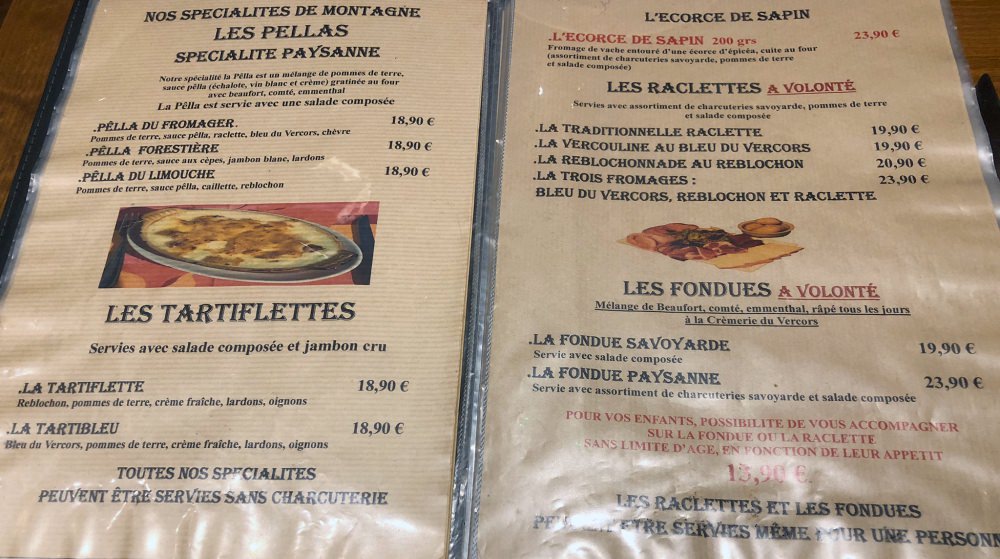 NOS SPECIALITES DE MONTAGNE
LES PELLAS
SPECIALITE PAYSANNE
Notre spécialité la Pêlla est un mélange de pommes de terre,
sauce pêlla (échalote, vin blanc et crème) gratinée au four
avec beaufort, comté, emmenthal
La Pêlla est servie avec une salade composée
.PÊLLA DU FROMAGER. 18,90 €
Pommes de terre, sauce pêlla, raclette, bleu du Vercors, chèvre
.PÊLLA FORESTIÈRE 18,90 €
Pommes de terre, sauce aux cèpes, jambon blanc, lardons
.PÊLLA DU LIMOUCHE 18,90 €
Pommes de terre, sauce pêlla, caillette, reblochon
LES TARTIFLETTES
Servies avec salade composée et jambon cru
.LA TARTIFLETTE 18,90 €
Reblochon, pommes de terre, crème fraîche, lardons, oignons
.LA TARTIBLEU 18,90 €
Bleu du Vercors, pommes de terre, crème fraîche, lardons, oignons
TOUTES NOS SPECIALITES
PEUVENT ÊTRE SERVIES SANS CHARCUTERIE
L'ECORCE DE SAPIN
.L'ECORCE DE SAPIN 200 grs 23,90 €
Fromage de vache entouré d'une écorce d'épicéa, cuite au four
(assortiment de charcuteries savoyarde, pommes de terre
et salade composée)
LES RACLETTES A VOLONTÉ
Servies avec assortiment de charcuteries savoyarde, pommes de terre
et salade composée
.LA TRADITIONNELLE RACLETTE 19,90 €
.LA VERCOULINE AU BLEU DU VERCORS 19,90 €
.LA REBLOCHONNADE AU REBLOCHON 20,90 €
.LA TROIS FROMAGES : 23,90 €
BLEU DU VERCORS, REBLOCHON ET RACLETTE
LES FONDUES A VOLONTÉ
Mélange de Beaufort, comté, emmenthal, râpé tous les jours
à la Crèmerie du Vercors
.LA FONDUE SAVOYARDE 19,90 €
Servie avec salade composée
.LA FONDUE PAYSANNE 23,90 €
Servie avec assortiment de charcuteries savoyarde et salade composée
POUR VOS ENFANTS, POSSIBILITE DE VOUS ACCOMPAGNER
SUR LA FONDUE OU LA RACLETTE
SANS LIMITE D'AGE, EN FONCTION DE LEUR APPETIT
13,90 €
LES RACLETTES ET LES FONDUES
PEUVENT ETRE SERVIES MÊME POUR UNE PERSONN